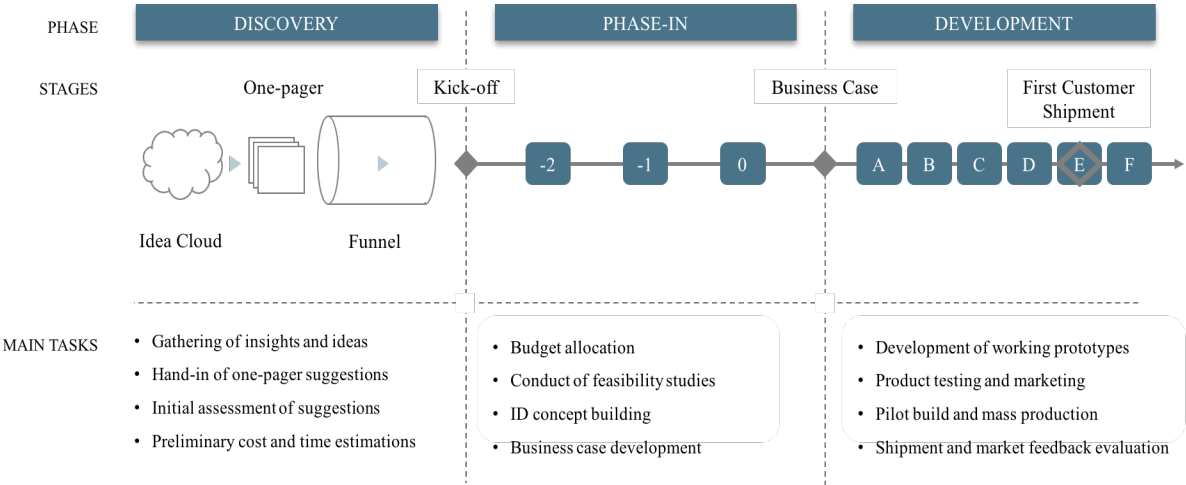 PHASE
DISCOVERY
PHASE-IN
DEVELOPMENT
STAGES
One-pager
Kick-off
Business Case
First Customer
Shipment
-2
-1
0
A
B
C
D
E
F
Idea Cloud
Funnel
MAIN TASKS
• Gathering of insights and ideas
• Hand-in of one-pager suggestions
• Initial assessment of suggestions
• Preliminary cost and time estimations
• Budget allocation
• Conduct of feasibility studies
• ID concept building
• Business case development
• Development of working prototypes
• Product testing and marketing
• Pilot build and mass production
• Shipment and market feedback evaluation